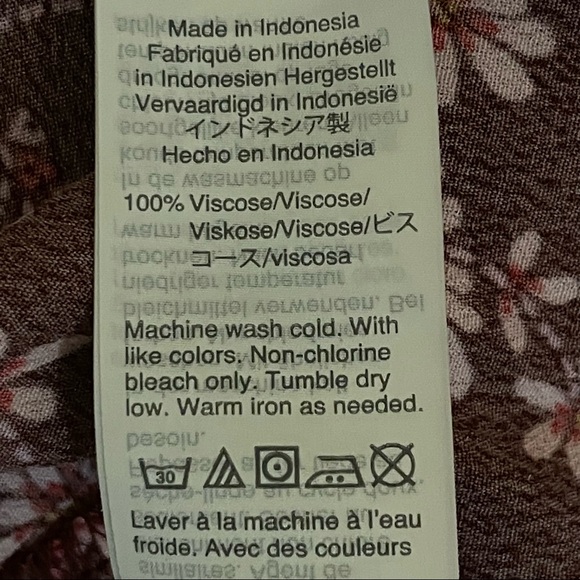 Made in Indonesia
Fabriqué en Indonésie
in Indonesien Hergestellt
Vervaardigd in Indonesië
インドネシア製
Hecho en Indonesia
100% Viscose/Viscose/
Viskose/Viscose/ビス
コース/viscosa
Machine wash cold. With
like colors. Non-chlorine
bleach only. Tumble dry
low. Warm iron as needed.
30
Laver à la machine à l'eau
froide. Avec des couleurs